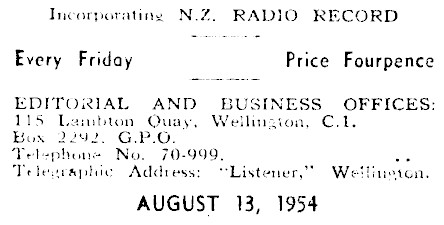 Incorporating N.Z. RADIO RECORD
Every Friday Price Fourpence
EDITORIAL AND BUSINESS OFFICES:
115 Lambton Quay, Wellington, C.1.
Box 2292, G.P.O.
Telephone No. 70-999.
Telegraphic Address: "Listener," Wellington.
AUGUST 13, 1954